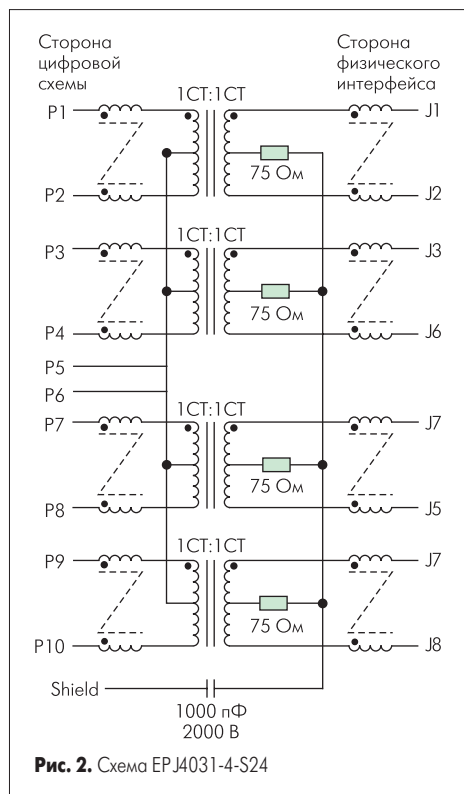 Сторона
цифровой
схемы
Сторона
физического
интерфейса
1CT:1CT
P1
J1
75 Ом
P2
J2
1CT:1CT
P3
J3
75 Ом
P4
J6
P5
P6
1CT:1CT
P7
J7
75 Ом
P8
J5
1CT:1CT
P9
J7
75 Ом
P10
J8
Shield
1000 пФ
2000 В
Рис. 2. Схема EPJ4031-4-S24